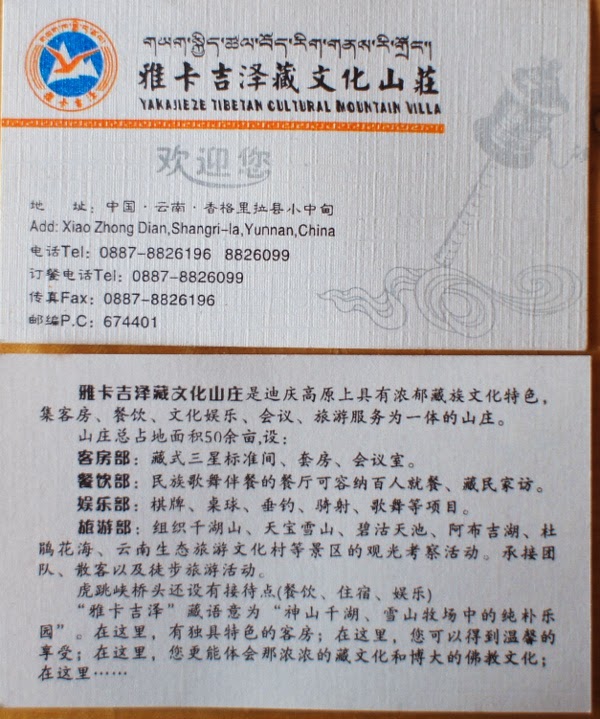 གཡག་སྐྱིད་ཚལ་བོད་རིག་གནས་རི་གྲོང་།
雅卡吉泽藏文化山莊
YAKAJIEZE TIBETAN CULTURAL MOUNTAIN VILLA
雅卡吉泽
欢迎您
地 址：中国·云南·香格里拉县小中甸
Add: Xiao Zhong Dian,Shangri-la,Yunnan,China
电话Tel：0887-8826196 8826099
订餐电话Tel：0887-8826099
传真Fax：0887-8826196
邮编P.C：674401
雅卡吉泽藏文化山庄是迪庆高原上具有浓郁藏族文化特色，
集客房、餐饮、文化娱乐、会议、旅游服务为一体的山庄。
山庄总占地面积50余亩,设：
客房部：藏式三星标准间、套房、会议室。
餐饮部：民族歌舞伴餐的餐厅可容纳百人就餐、藏民家访。
娱乐部：棋牌、桌球、垂钓、骑射、歌舞等项目。
旅游部：组织千湖山、天宝雪山、碧沽天池、阿布吉湖、杜
鹃花海、云南生态旅游文化村等景区的观光考察活动。承接团
队、散客以及徒步旅游活动。
虎跳峡桥头还设有接待点(餐饮、住宿、娱乐)
“雅卡吉泽”藏语意为“神山千湖、雪山牧场中的纯朴乐
园”。在这里，有独具特色的客房；在这里，您可以得到温馨的
享受；在这里，您更能体会那浓浓的藏文化和博大的佛教文化；
在这里……